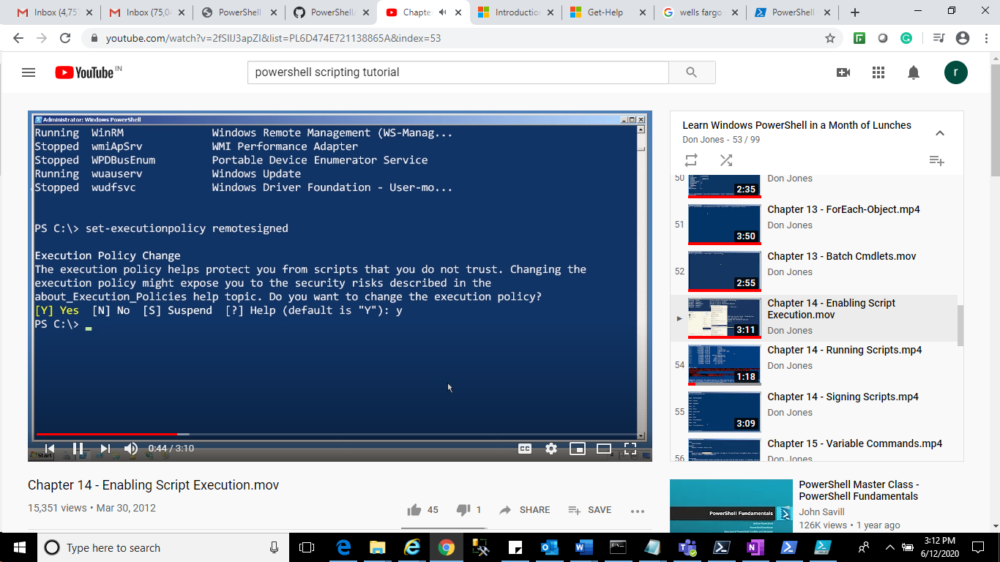 Inbox (4,75
Inbox (75,04
PowerShell
PowerShell/
Chapte
Introduction
Get-Help
wells fargo
PowerShell
youtube.com/watch?v=2fSIIJ3apZI&list=PL6D474E721138865A&index=53
YouTube IN
powershell scripting tutorial
r
Administrator: Windows PowerShell
Running WinRM Windows Remote Management (WS-Manag...
Stopped wmiApSrv WMI Performance Adapter
Stopped WPDBusEnum Portable Device Enumerator Service
Running wuauserv Windows Update
Stopped wudfsvc Windows Driver Foundation - User-mo...
PS C:\> set-executionpolicy remotesigned
Execution Policy Change
The execution policy helps protect you from scripts that you do not trust. Changing the
execution policy might expose you to the security risks described in the
about_Execution_Policies help topic. Do you want to change the execution policy?
[Y] Yes [N] No [S] Suspend [?] Help (default is "Y"): y
PS C:\>
0:44 / 3:10
CC
Start
Chapter 14 - Enabling Script Execution.mov
15,351 views • Mar 30, 2012
45
1
SHARE
SAVE
Learn Windows PowerShell in a Month of Lunches
Don Jones - 53 / 99
50
2:35
Don Jones
51
3:50
Chapter 13 - ForEach-Object.mp4
Don Jones
52
2:55
Chapter 13 - Batch Cmdlets.mov
Don Jones
3:11
Chapter 14 - Enabling Script
Execution.mov
Don Jones
54
1:18
Chapter 14 - Running Scripts.mp4
Don Jones
55
3:09
Chapter 14 - Signing Scripts.mp4
Don Jones
56
Chapter 15 - Variable Commands.mp4
Don Jones
PowerShell Fundamentals
PowerShell Master Class -
PowerShell Fundamentals
John Savill
126K views • 1 year ago
Type here to search
3:12 PM
6/12/2020